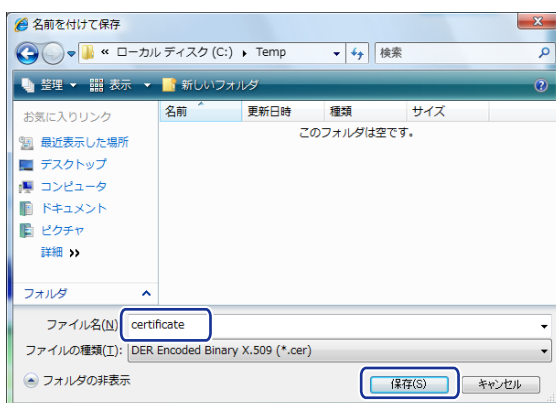 名前を付けて保存
« ローカル ディスク (C:) ▸ Temp 検索
整理 表示 新しいフォルダ
お気に入りリンク
最近表示した場所
デスクトップ
コンピュータ
ドキュメント
ピクチャ
詳細 »
フォルダ
名前 更新日時 種類 サイズ
このフォルダは空です。
ファイル名(N): certificate
ファイルの種類(T): DER Encoded Binary X.509 (*.cer)
フォルダの非表示 保存(S) キャンセル